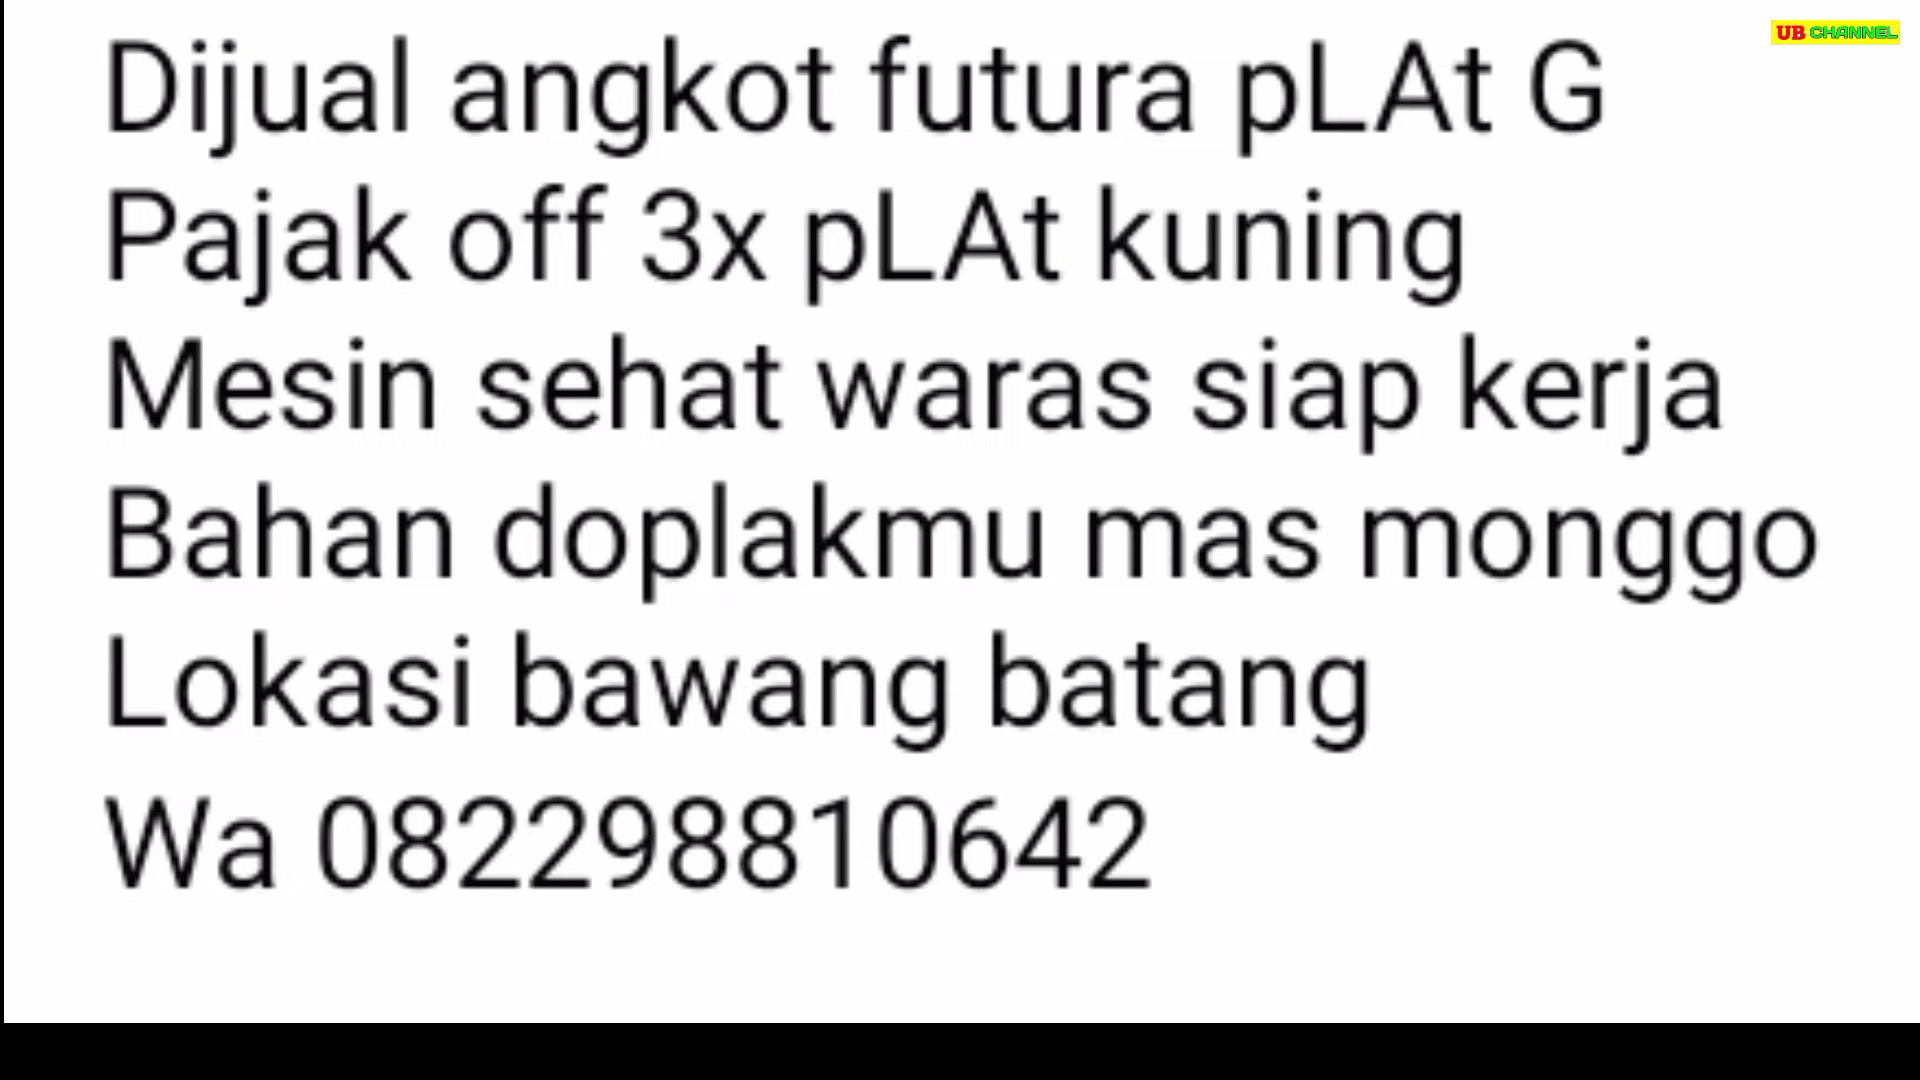 UB CHANNEL
Dijual angkot futura pLAt G
Pajak off 3x pLAt kuning
Mesin sehat waras siap kerja
Bahan doplakmu mas monggo
Lokasi bawang batang
Wa 082298810642